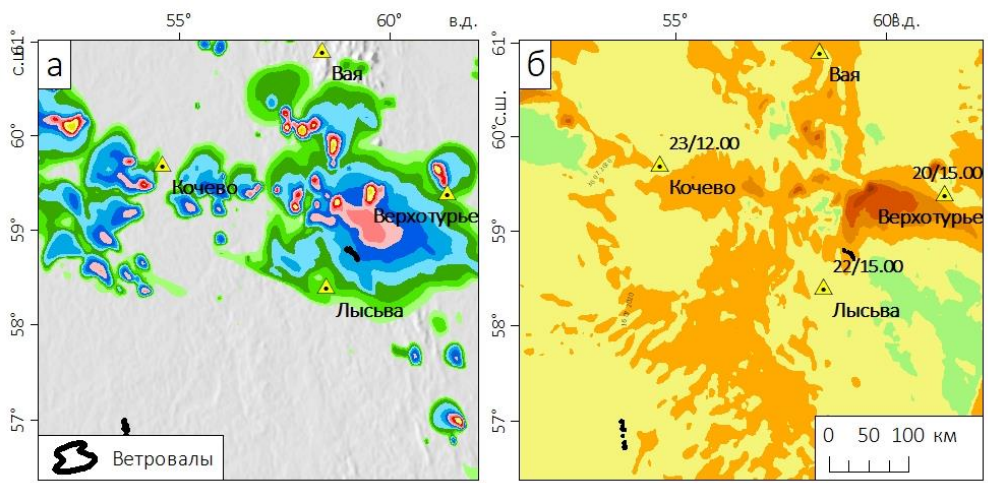 55° 60° в.д.
55° 60° в.д.
61°
с.ш.
а
Вая
60°
Кочево
Верхотурье
59°
Лысьва
58°
57°
Ветровалы
61°
б
Вая
60°
с.ш.
23/12.00
20/15.00
Кочево
Верхотурье
59°
22/15.00
Лысьва
58°
57°
0 50 100 км